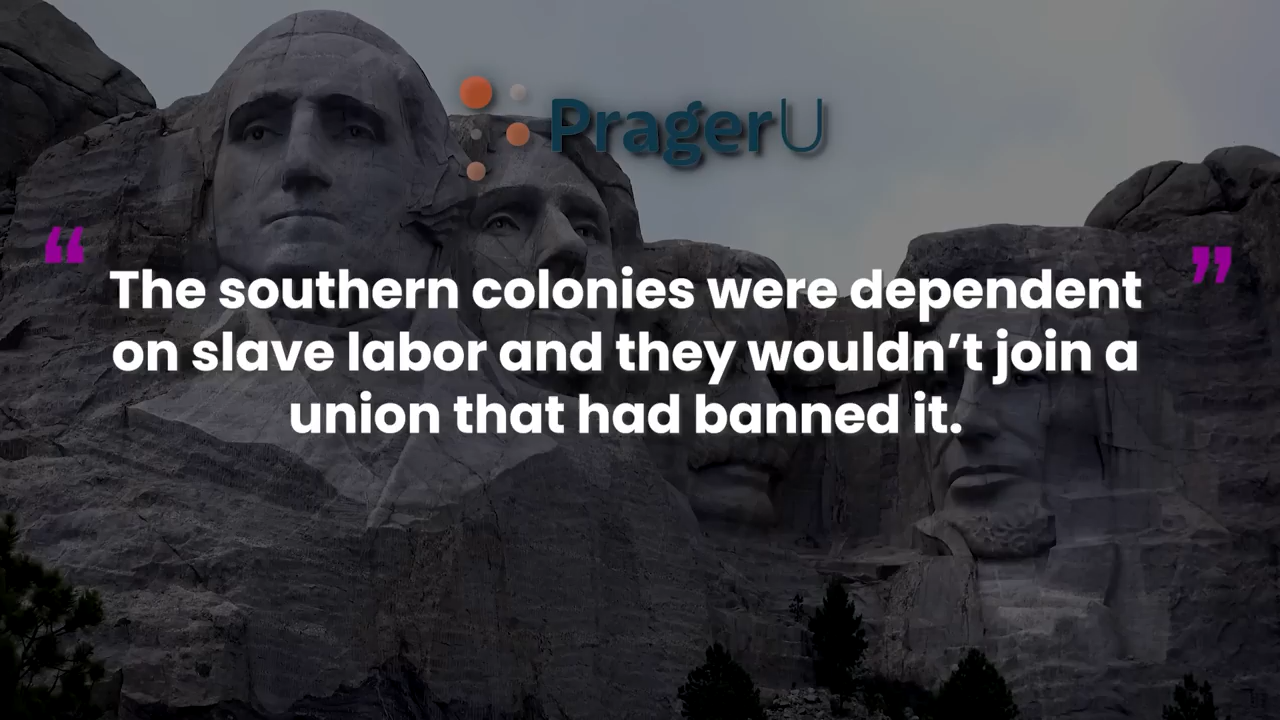 PragerU
“ The southern colonies were dependent ”
on slave labor and they wouldn’t join a
union that had banned it.